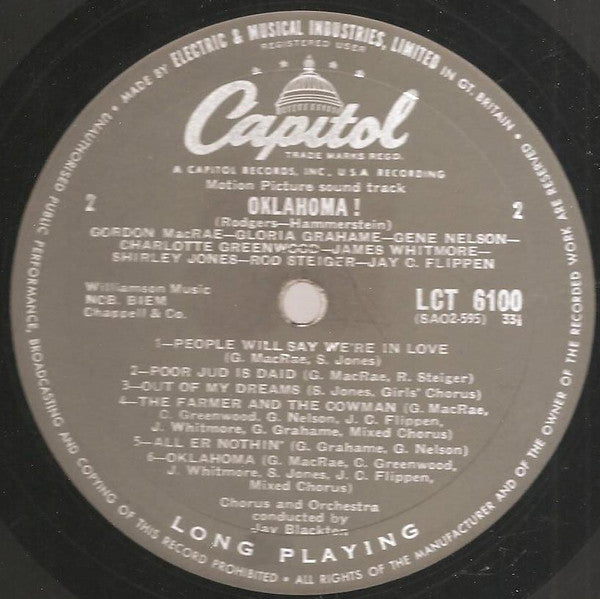 MADE BY ELECTRIC & MUSICAL INDUSTRIES, LIMITED IN GT. BRITAIN • ALL RIGHTS OF THE MANUFACTURER AND OF THE OWNER OF THE RECORDED WORK ARE RESERVED
REGISTERED USER
Capitol
TRADE MARKS REGD.
A CAPITOL RECORDS, INC., U.S.A. RECORDING
Motion Picture sound track
2 OKLAHOMA! 2
(Rodgers—Hammerstein)
GORDON MacRAE—GLORIA GRAHAME—GENE NELSON—
CHARLOTTE GREENWOOD—JAMES WHITMORE—
SHIRLEY JONES—ROD STEIGER—JAY C. FLIPPEN
Williamson Music
NCB. BIEM
Chappell & Co.
LCT 6100
(SAO2-595) 33⅓
1—PEOPLE WILL SAY WE'RE IN LOVE
(G. MacRae, S. Jones)
2—POOR JUD IS DAID (G. MacRae, R. Steiger)
3—OUT OF MY DREAMS (S. Jones, Girls' Chorus)
4—THE FARMER AND THE COWMAN (G. MacRae,
C. Greenwood, G. Nelson, J. C. Flippen,
J. Whitmore, G. Grahame, Mixed Chorus)
5—ALL ER NOTHIN' (G. Grahame, G. Nelson)
6—OKLAHOMA (G. MacRae, C. Greenwood,
J. Whitmore, S. Jones, J. C. Flippen,
Mixed Chorus)
Chorus and Orchestra
conducted by
Jay Blackton
LONG PLAYING
UNAUTHORISED PUBLIC PERFORMANCE, BROADCASTING AND COPYING OF THIS RECORD PROHIBITED •